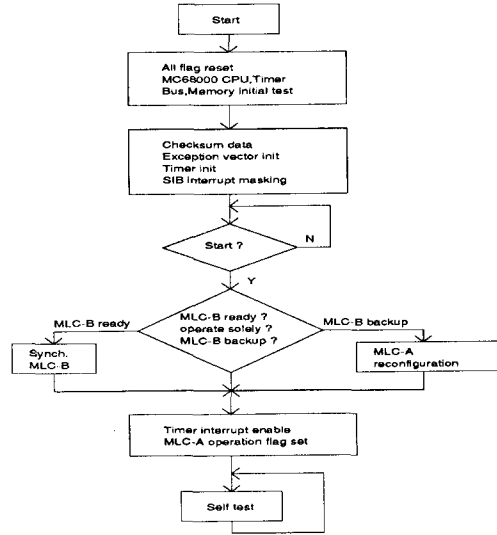 Start
All flag reset
MC68000 CPU,Timer
Bus,Memory Initial test
Checksum data
Exception vector init
Timer init
SIB Interrupt masking
Start ?
N
Y
MLC-B ready ?
operate solely ?
MLC-B backup ?
MLC-B ready
MLC-B backup
Synch.
MLC-B
MLC-A
reconfiguration
Timer interrupt enable
MLC-A operation flag set
Self test